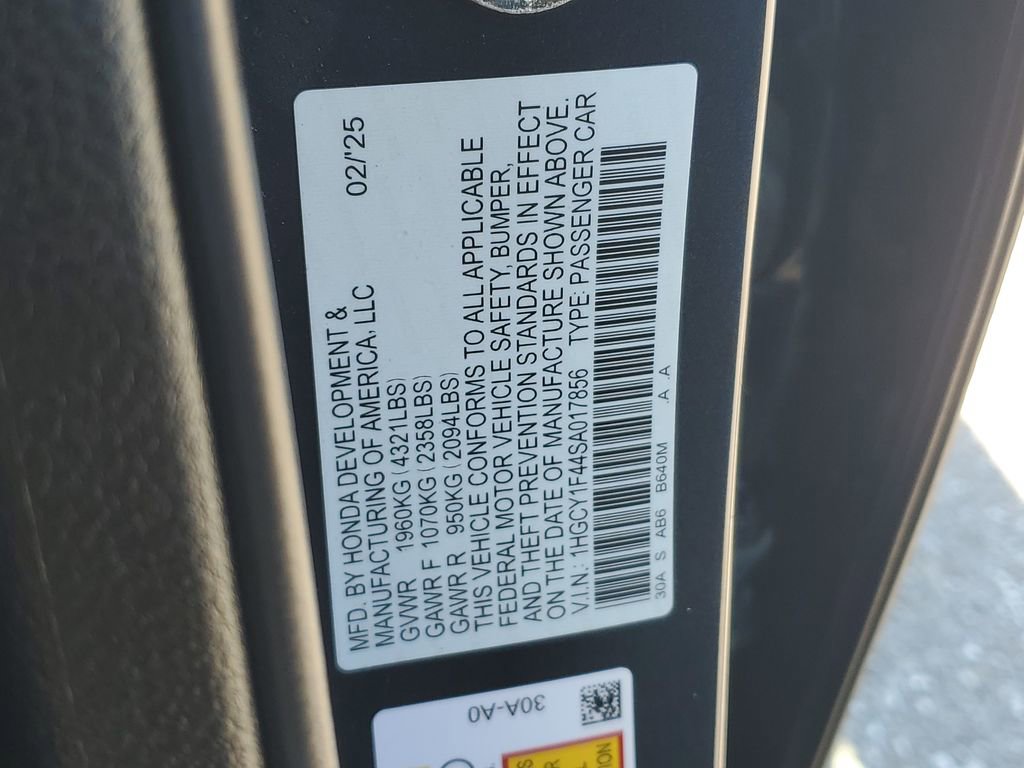 MFD. BY HONDA DEVELOPMENT &
MANUFACTURING OF AMERICA, LLC 02/'25
GVWR 1960KG (4321LBS)
GAWR F 1070KG (2358LBS)
GAWR R 950KG (2094LBS)
THIS VEHICLE CONFORMS TO ALL APPLICABLE
FEDERAL MOTOR VEHICLE SAFETY, BUMPER,
AND THEFT PREVENTION STANDARDS IN EFFECT
ON THE DATE OF MANUFACTURE SHOWN ABOVE.
V.I.N.: 1HGCY1F44SA017856 TYPE: PASSENGER CAR
30A S AB6 B640M .A .A
30A-A0